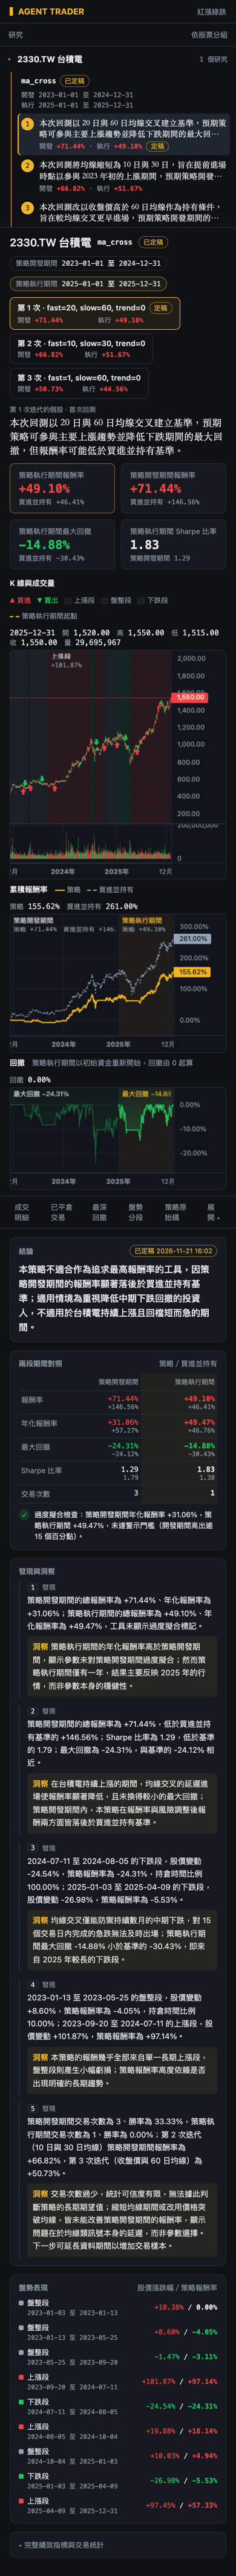 AGENT TRADER
紅漲綠跌
研究
依股票分組
2330.TW 台積電
1 個研究
ma_cross 已定稿
開發 2023-01-01 至 2024-12-31
執行 2025-01-01 至 2025-12-31
1 本次回測以 20 日與 60 日均線交叉建立基準，預期策
略可參與主要上漲趨勢並降低下跌期間的最大回…
開發 +71.44% · 執行 +49.10% 定稿
2 本次回測將均線縮短為 10 日與 30 日，旨在提前進場
時點以參與 2023 年初的上漲期間，預期策略開發…
開發 +66.82% · 執行 +51.67%
3 本次回測改以收盤價高於 60 日均線作為持有條件，
旨在較均線交叉更早進場，預期策略開發期間的…
2330.TW 台積電 ma_cross 已定稿
策略開發期間 2023-01-01 至 2024-12-31
策略執行期間 2025-01-01 至 2025-12-31
第 1 次 · fast=20, slow=60, trend=0 定稿
開發 +71.44% 執行 +49.10%
第 2 次 · fast=10, slow=30, trend=0
開發 +66.82% 執行 +51.67%
第 3 次 · fast=1, slow=60, trend=0
開發 +50.73% 執行 +44.56%
第 1 次迭代的假設 · 首次回測
本次回測以 20 日與 60 日均線交叉建立基準，預期策
略可參與主要上漲趨勢並降低下跌期間的最大回
撤，但報酬率可能低於買進並持有基準。
策略執行期間報酬率
+49.10%
買進並持有 +46.41%
策略開發期間報酬率
+71.44%
買進並持有 +146.56%
策略執行期間最大回撤
−14.88%
買進並持有 -30.43%
策略執行期間 Sharpe 比率
1.83
策略開發期間 1.29
K 線與成交量
▲ 買進 ▼ 賣出 上漲段 盤整段 下跌段
策略執行期間起點
2025-12-31 開 1,520.00 高 1,550.00 低 1,515.00
收 1,550.00 量 29,695,967
上漲段
+101.87%
2,000.00
1,800.00
1,550.00
1,400.00
1,200.00
1,000.00
800.00
600.00
400.00
200.00
200,000,000
0
2024年
2025年
12月
累積報酬率 策略 買進並持有
策略 155.62% 買進並持有 261.00%
策略開發期間
策略 +71.44% 買進並持有 +146.
策略執行期間
策略 +49.10%
300.00%
261.00%
200.00%
155.62%
100.00%
0.00%
2024年
2025年
12月
回撤 策略執行期間以初始資金重新開始，回撤由 0 起算
回撤 0.00%
最大回撤 −24.31%
最大回撤 −14.88
0.00%
-10.00%
-20.00%
2024年
2025年
12月
成交
明細
已平倉
交易
最深
回撤
盤勢
分段
策略原
始碼
展
開
結論
已定稿 2026-11-21 16:02
本策略不適合作為追求最高報酬率的工具，因策
略開發期間的報酬率顯著落後於買進並持有基
準；適用情境為重視降低中期下跌回撤的投資
人，不適用於台積電持續上漲且回檔短而急的期
間。
兩段期間對照
策略 / 買進並持有
策略開發期間
策略執行期間
報酬率
+71.44%
+146.56%
+49.10%
+46.41%
年化報酬率
+31.06%
+57.27%
+49.47%
+46.76%
最大回撤
-24.31%
-24.12%
-14.88%
-30.43%
Sharpe 比率
1.29
1.79
1.83
1.38
交易次數
3
1
過度擬合檢查：策略開發期間年化報酬率 +31.06%，策
略執行期間 +49.47%，未達警示門檻（開發期間高出逾
15 個百分點）。
發現與洞察
1 發現
策略開發期間的總報酬率為 +71.44%、年化報酬率為
+31.06%；策略執行期間的總報酬率為 +49.10%、年
化報酬率為 +49.47%，工具未顯示過度擬合標記。
洞察 策略執行期間的年化報酬率高於策略開發期
間，顯示參數未對策略開發期間過度擬合；然而策
略執行期間僅有一年，結果主要反映 2025 年的行
情，而非參數本身的穩健性。
2 發現
策略開發期間的總報酬率為 +71.44%，低於買進並持
有基準的 +146.56%；Sharpe 比率為 1.29，低於基準
的 1.79；最大回撤為 -24.31%，與基準的 -24.12% 相
近。
洞察 在台積電持續上漲的期間，均線交叉的延遲進
場使報酬率顯著降低，且未換得較小的最大回撤；
策略開發期間內，本策略在報酬率與風險調整後報
酬兩方面皆落後於買進並持有基準。
3 發現
2024-07-11 至 2024-08-05 的下跌段，股價變動
-24.54%，策略報酬率為 -24.31%，持倉時間比例
100.00%；2025-01-03 至 2025-04-09 的下跌段，
股價變動 -26.98%，策略報酬率為 -5.53%。
洞察 均線交叉僅能防禦持續數月的中期下跌，對 15
個交易日內完成的急跌無法及時出場；策略執行期
間最大回撤 -14.88% 小於基準的 -30.43%，即來
自 2025 年較長的下跌段。
4 發現
2023-01-13 至 2023-05-25 的盤整段，股價變動
+8.60%，策略報酬率為 -4.05%，持倉時間比例
10.00%；2023-09-20 至 2024-07-11 的上漲段，股
價變動 +101.87%，策略報酬率為 +97.14%。
洞察 本策略的報酬幾乎全部來自單一長期上漲段，
盤整段則產生小幅虧損；策略報酬率高度依賴是否
出現明確的長期趨勢。
5 發現
策略開發期間交易次數為 3、勝率為 33.33%，策略執
行期間交易次數為 1、勝率為 0.00%；第 2 次迭代
（10 日與 30 日均線）策略開發期間報酬率為
+66.82%，第 3 次迭代（收盤價與 60 日均線）為
+50.73%。
洞察 交易次數過少，統計可信度有限，無法據此判
斷策略的長期期望值；縮短均線期間或改用價格突
破均線，皆未能改善策略開發期間的報酬率，顯示
問題在於均線類訊號本身的延遲，而非參數選擇。
下一步可延長資料期間以增加交易樣本。
盤勢表現
股價漲跌幅 / 策略報酬率
盤整段
2023-01-03 至 2023-01-13
+10.38% / 0.00%
盤整段
2023-01-13 至 2023-05-25
+8.60% / -4.05%
盤整段
2023-05-25 至 2023-09-20
-1.47% / -3.11%
上漲段
2023-09-20 至 2024-07-11
+101.87% / +97.14%
下跌段
2024-07-11 至 2024-08-05
-24.54% / -24.31%
上漲段
2024-08-05 至 2024-10-04
+19.88% / +18.14%
盤整段
2024-10-04 至 2025-01-03
+10.03% / +4.94%
下跌段
2025-01-03 至 2025-04-09
-26.98% / -5.53%
上漲段
2025-04-09 至 2025-12-31
+97.45% / +57.33%
完整績效指標與交易統計